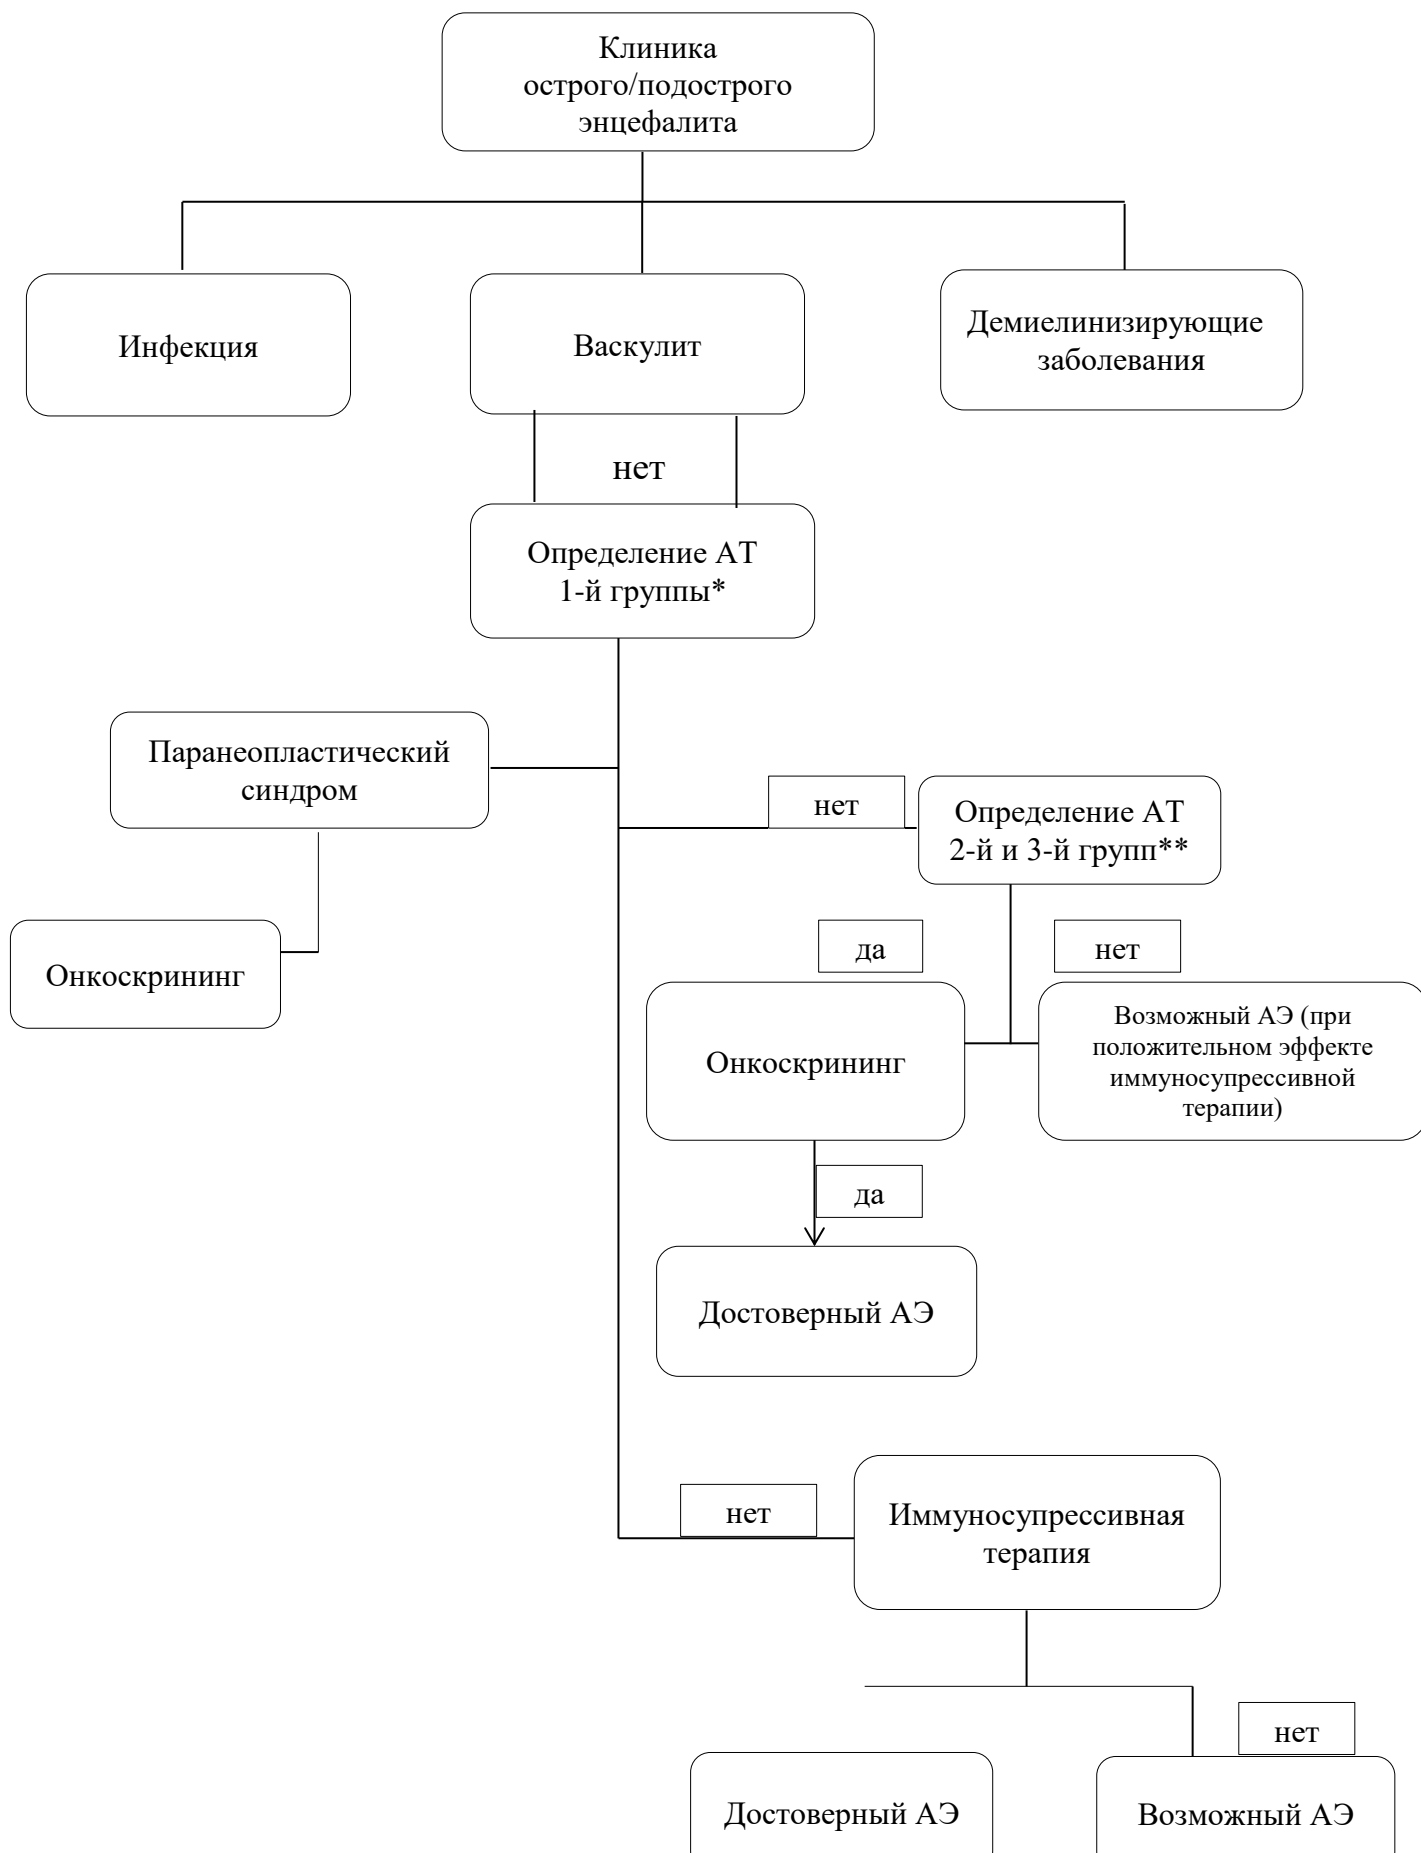 Клиника
острого/подострого
энцефалита
Инфекция
Васкулит
Демиелинизирующие
заболевания
нет
Определение АТ
1-й группы*
Паранеопластический
синдром
нет
Определение АТ
2-й и 3-й групп**
Онкоскрининг
да
нет
Онкоскрининг
Возможный АЭ (при
положительном эффекте
иммуносупрессивной
терапии)
да
Достоверный АЭ
нет
Иммуносупрессивная
терапия
нет
Достоверный АЭ
Возможный АЭ